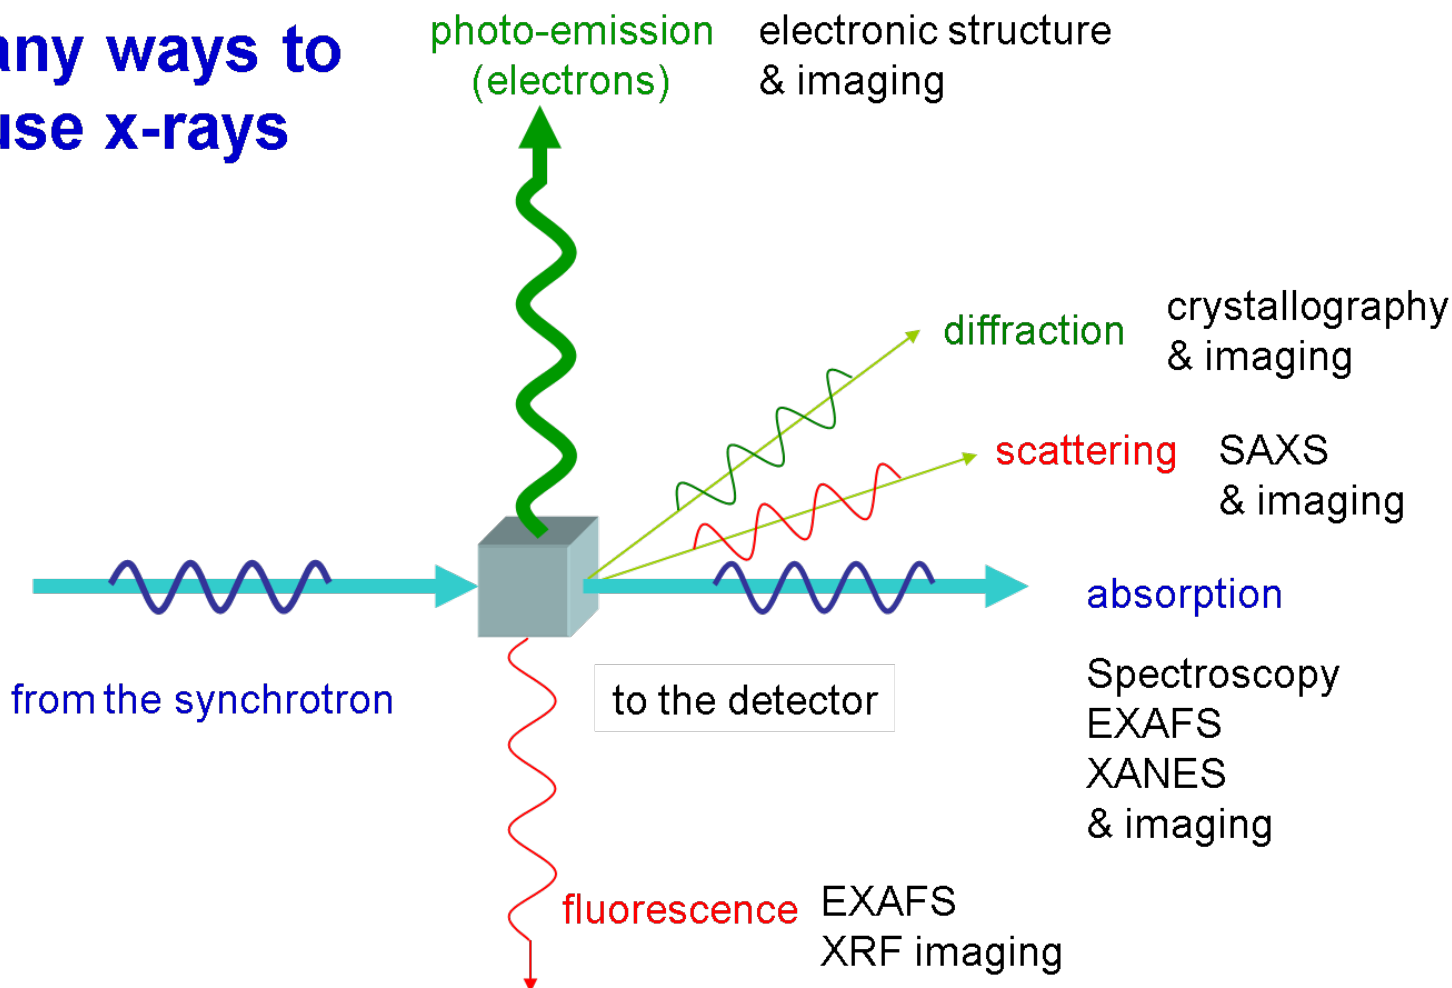 any ways to
use x-rays
photo-emission
(electrons)
electronic structure
& imaging
diffraction
crystallography
& imaging
scattering
SAXS
& imaging
absorption
from the synchrotron
to the detector
Spectroscopy
EXAFS
XANES
& imaging
fluorescence
EXAFS
XRF imaging